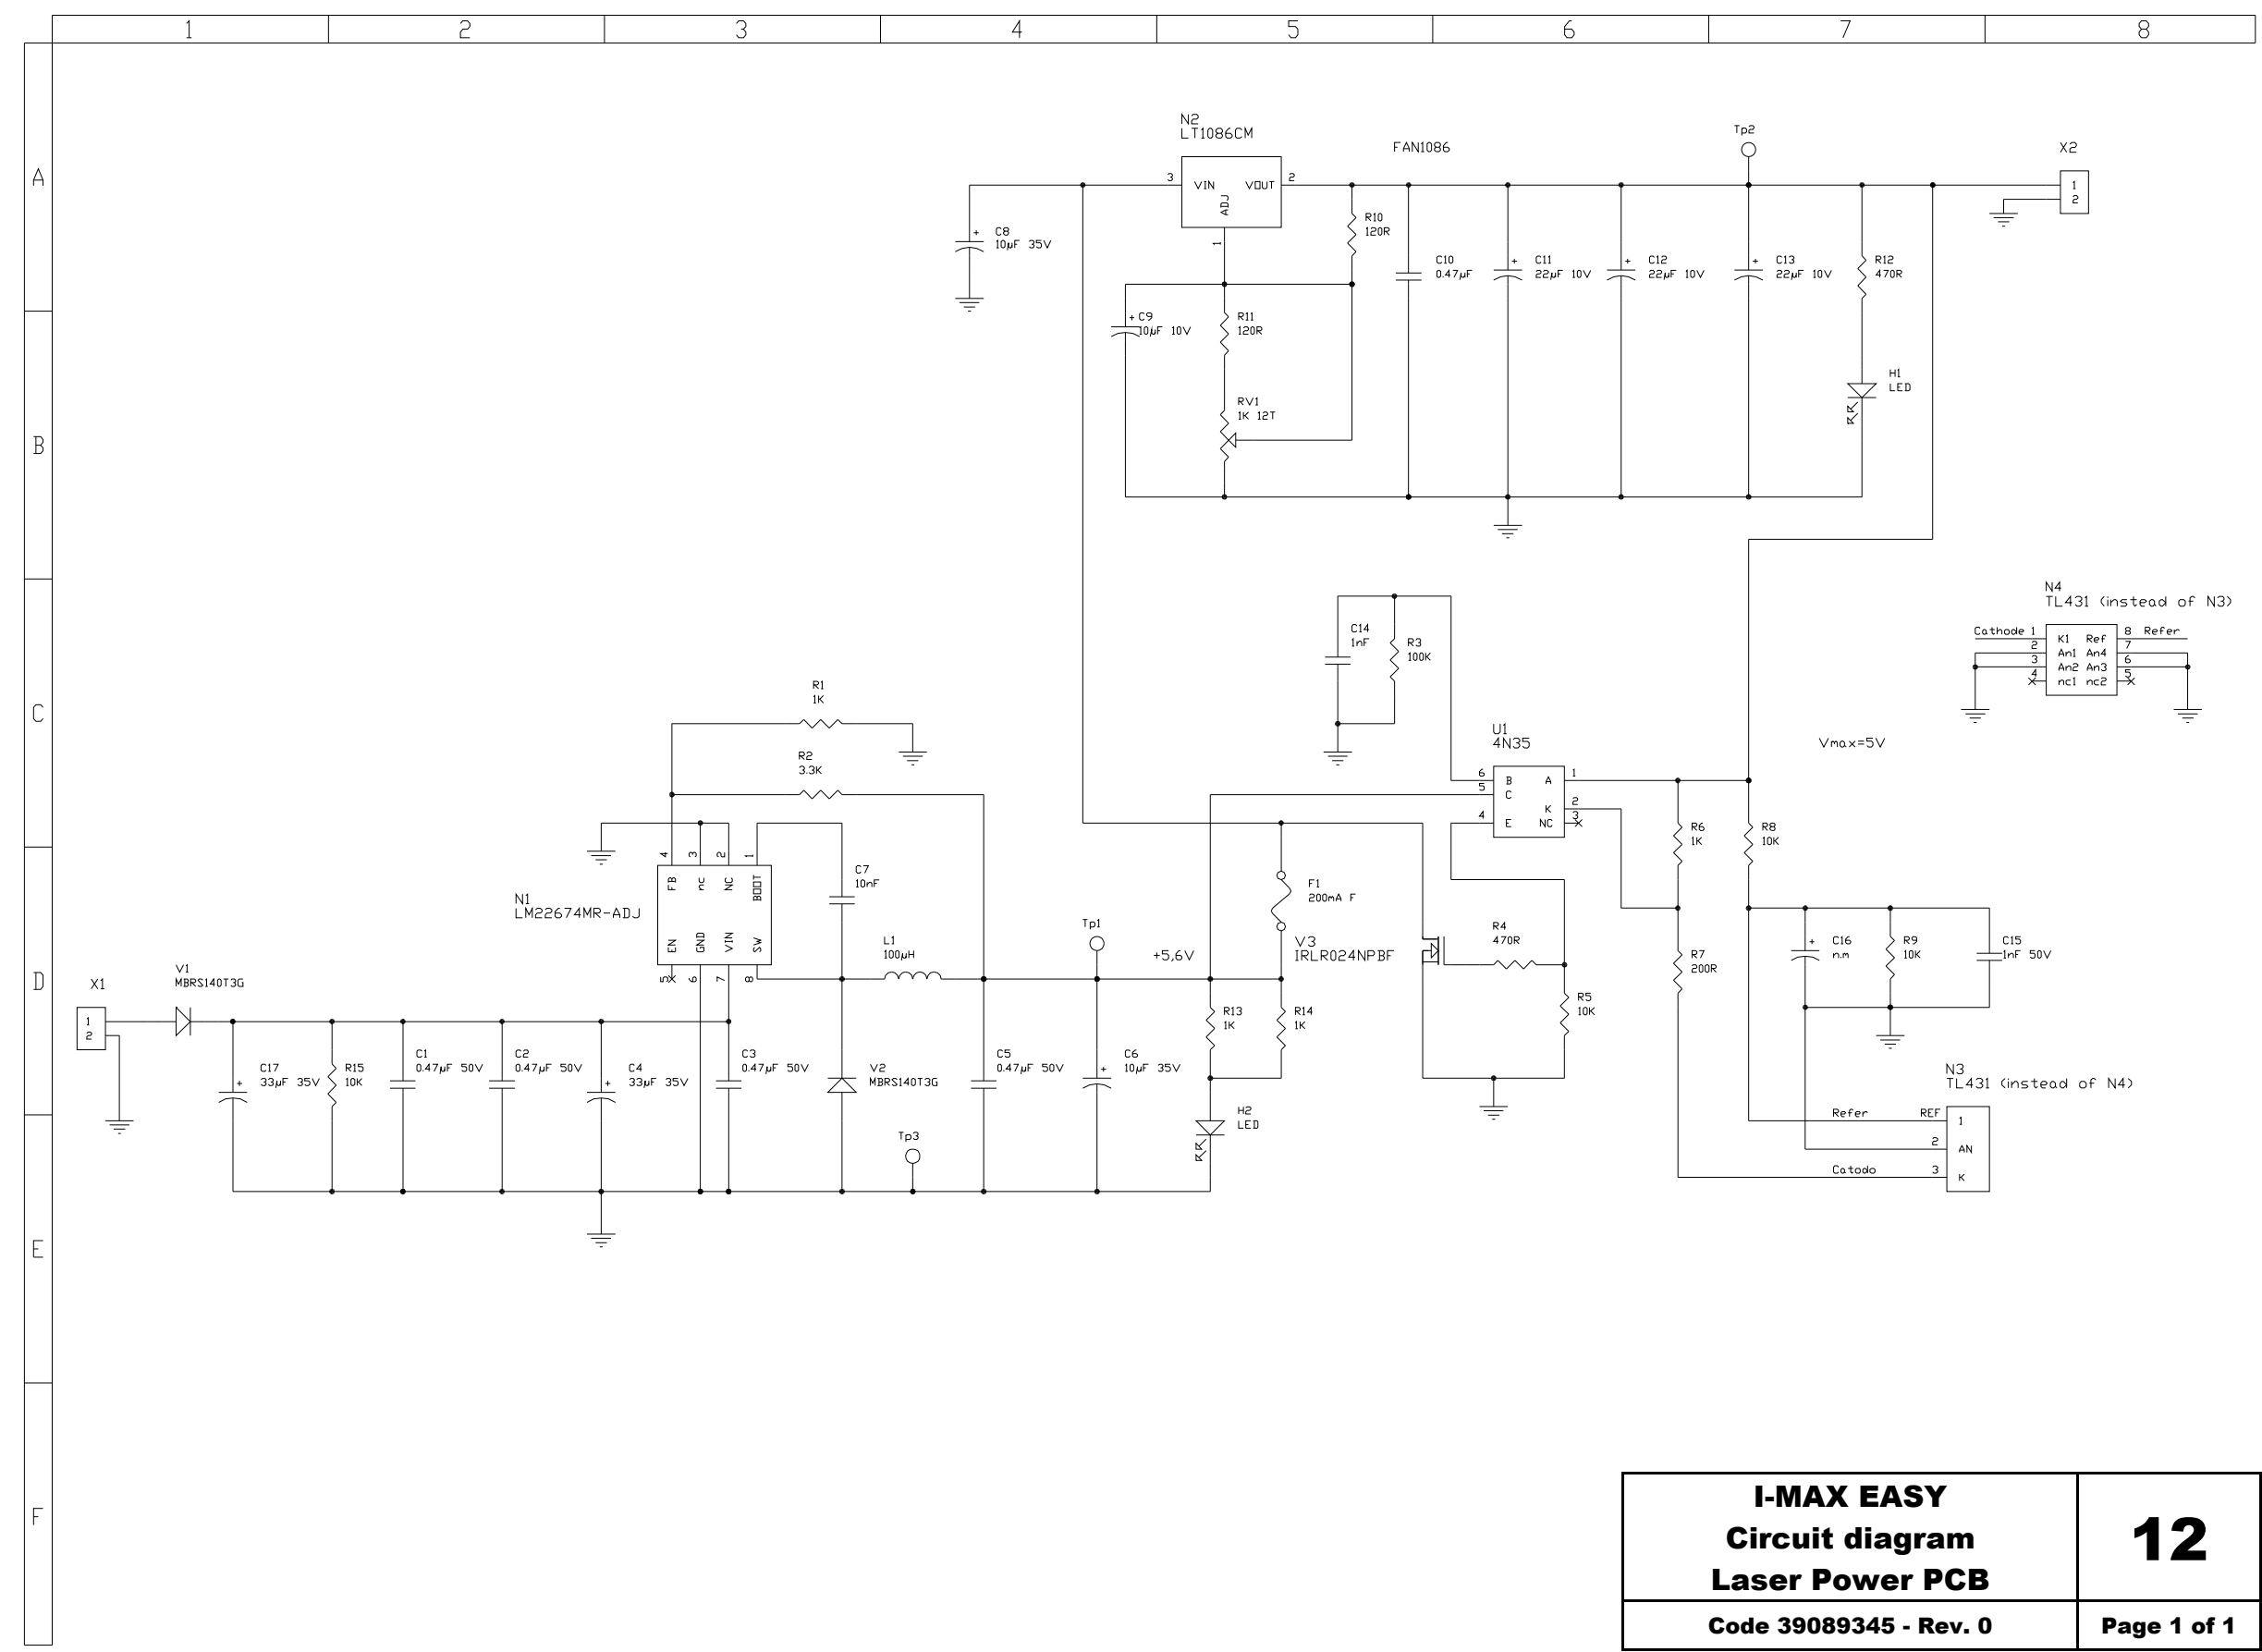 1 2 3 4 5 6 7 8
A
B
C
D
E
F
N2
LT1086CM
FAN1086
Tp2
X2
3 VIN VOUT 2
ADJ
1
1
2
C8
10µF 35V
R10
120R
C10
0.47µF
C11
22µF 10V
C12
22µF 10V
C13
22µF 10V
R12
470R
C9
10µF 10V
R11
120R
RV1
1K 12T
H1
LED
N4
TL431 (instead of N3)
Cathode 1 K1 Ref 8 Refer
2 An1 An4 7
3 An2 An3 6
4 nc1 nc2 5
C14
1nF
R3
100K
R1
1K
R2
3.3K
U1
4N35
6 B A 1
5 C
K 2
4 E NC 3
Vmax=5V
R6
1K
R8
10K
4 3 2 1
FB nc NC BOOT
EN GND VIN SW
5 6 7 8
N1
LM22674MR-ADJ
C7
10nF
L1
100µH
Tp1
+5,6V
F1
200mA F
V3
IRLR024NPBF
R4
470R
R7
200R
C16
n.m
R9
10K
C15
1nF 50V
X1
1
2
V1
MBRS140T3G
R13
1K
R14
1K
R5
10K
C17
33µF 35V
R15
10K
C1
0.47µF 50V
C2
0.47µF 50V
C4
33µF 35V
C3
0.47µF 50V
V2
MBRS140T3G
C5
0.47µF 50V
C6
10µF 35V
H2
LED
Tp3
N3
TL431 (instead of N4)
Refer REF 1
2 AN
Catodo 3 K
I-MAX EASY
Circuit diagram
Laser Power PCB
12
Code 39089345 - Rev. 0
Page 1 of 1